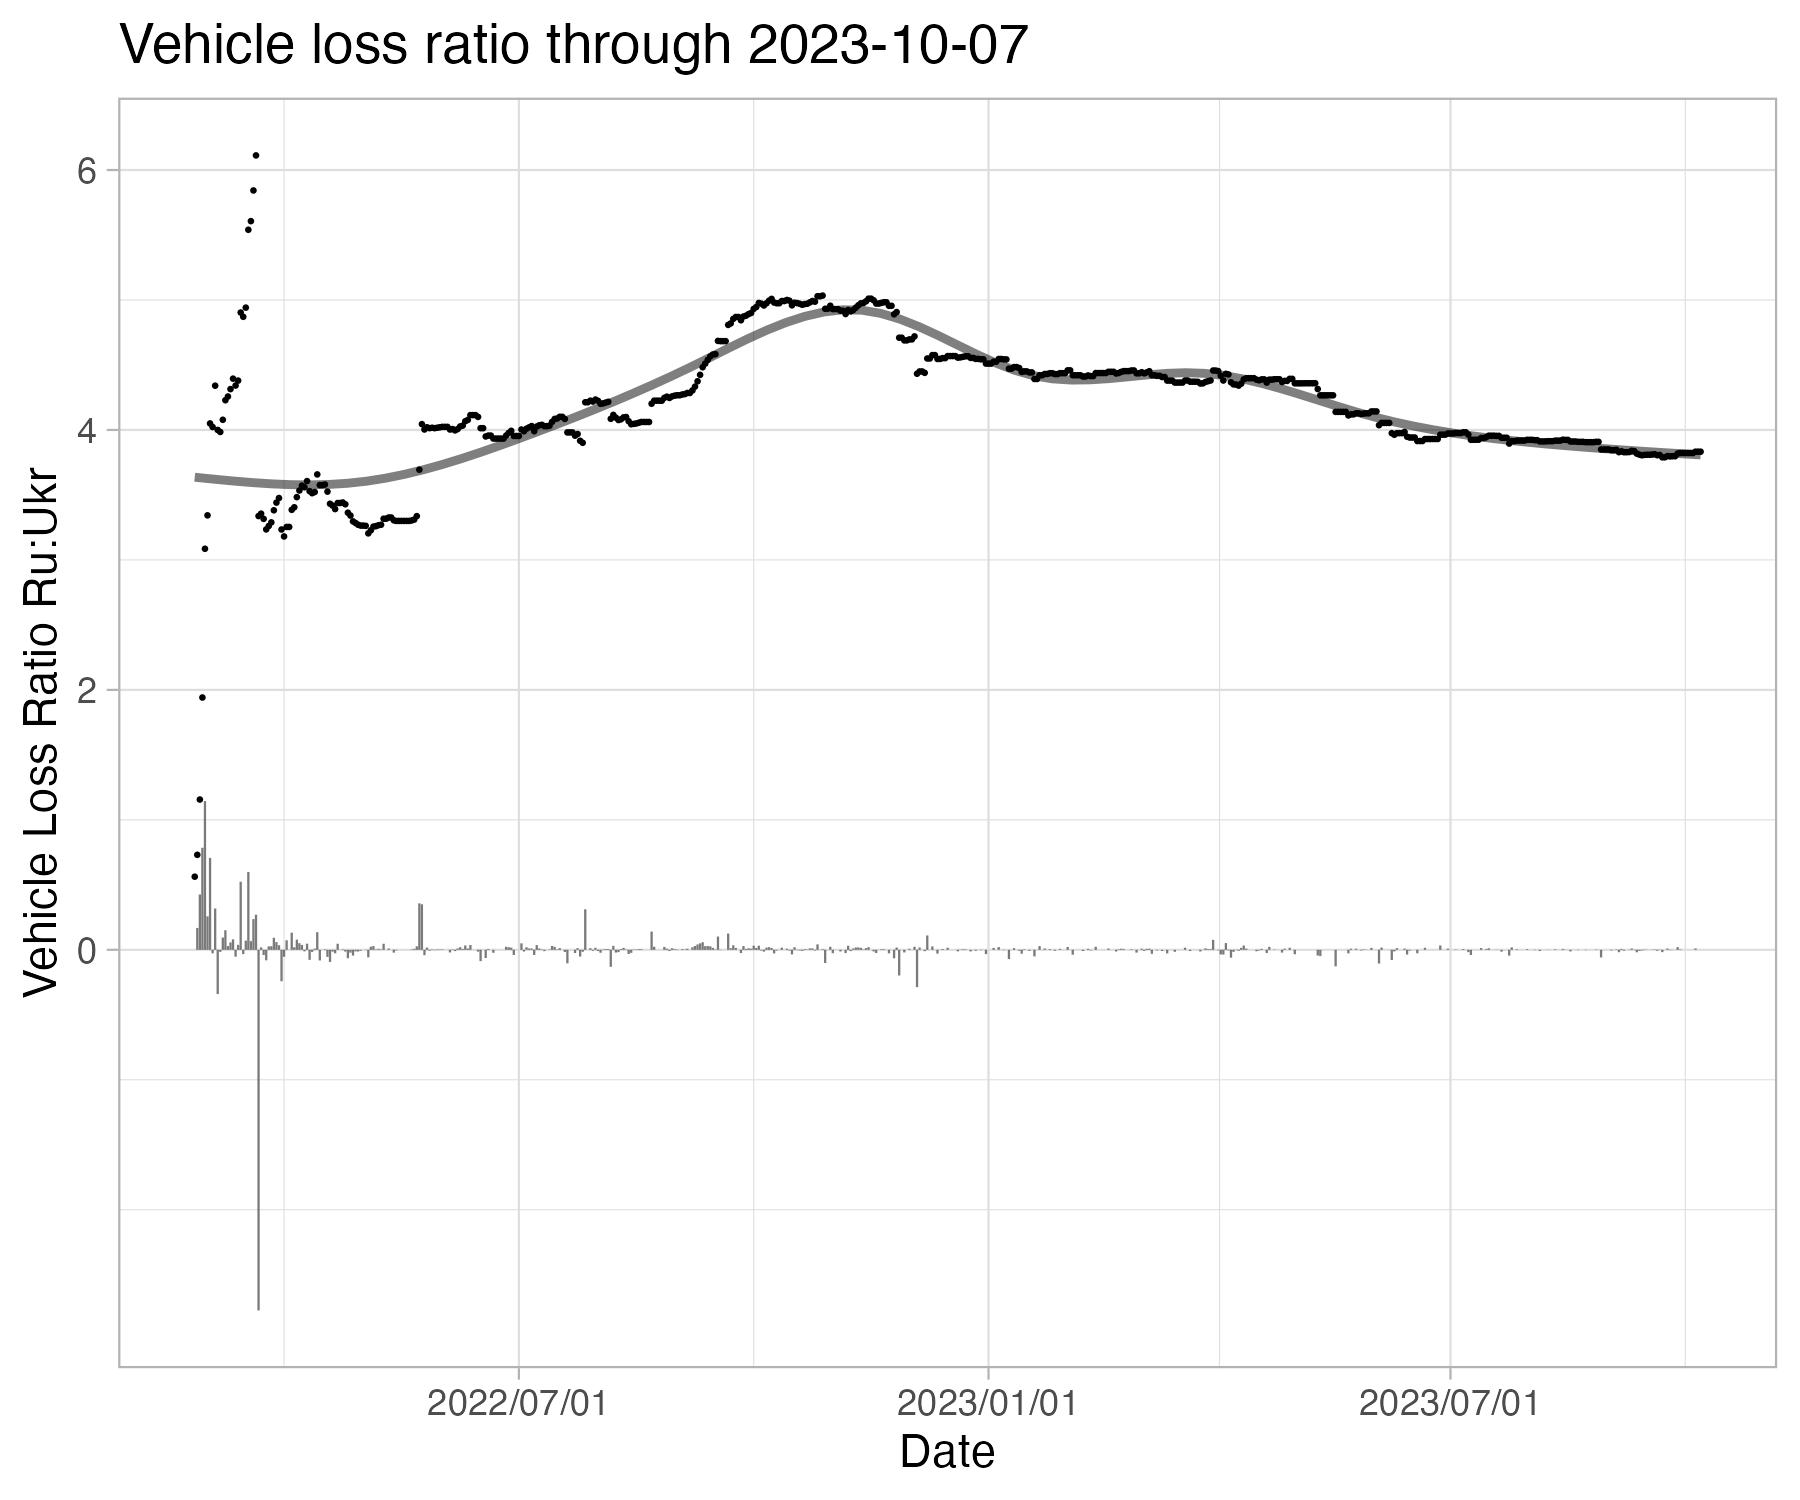 Vehicle loss ratio through 2023-10-07
Vehicle Loss Ratio Ru:Ukr
6
4
2
0
2022/07/01
2023/01/01
2023/07/01
Date